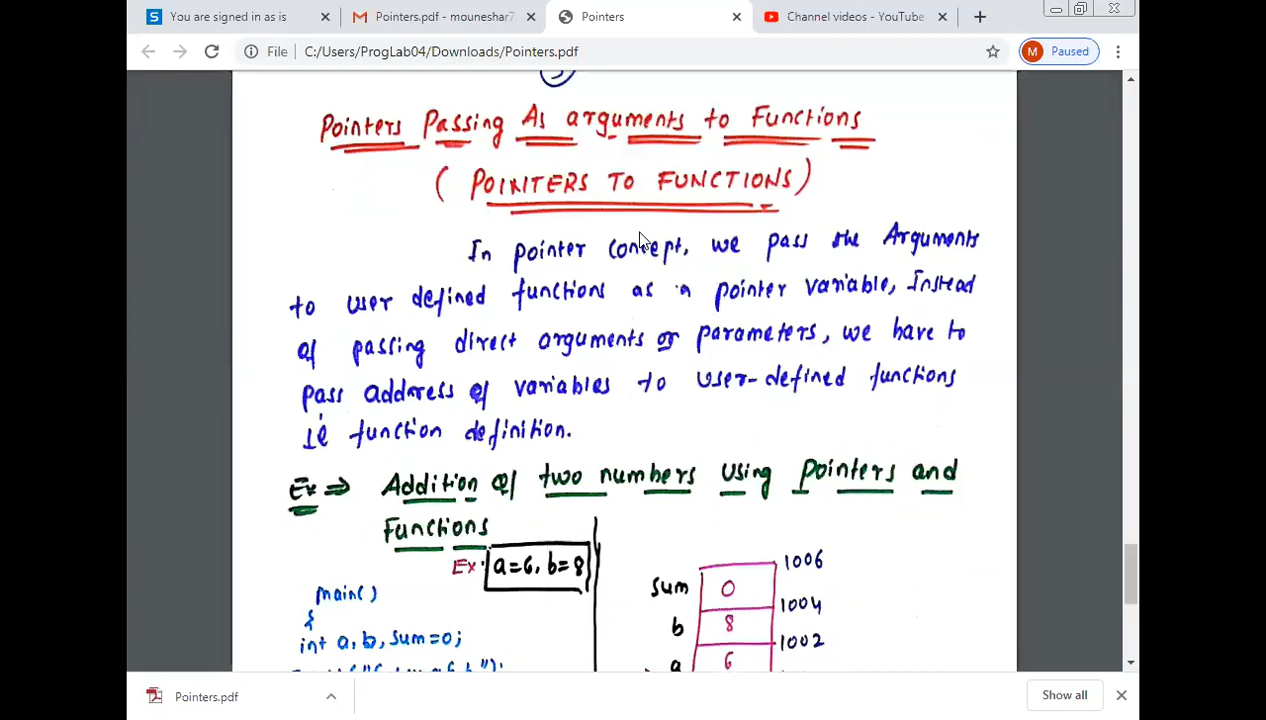 You are signed in as is
Pointers.pdf - mouneshar7
Pointers
Channel videos - YouTube
File C:/Users/ProgLab04/Downloads/Pointers.pdf
M Paused
Pointers Passing As arguments to Functions
( POINTERS TO FUNCTIONS)
In pointer concept, we pass the Arguments
to user defined functions as a pointer variable, Instead
of passing direct arguments or parameters, we have to
pass address of variables to user-defined functions
ie function definition.
Ex ⇒ Addition of two numbers using pointers and
Functions
Ex: a=6, b=8
main()
{
int a, b, sum=0;
sum 0 1006
b 8 1004
a 6 1002
Pointers.pdf
Show all